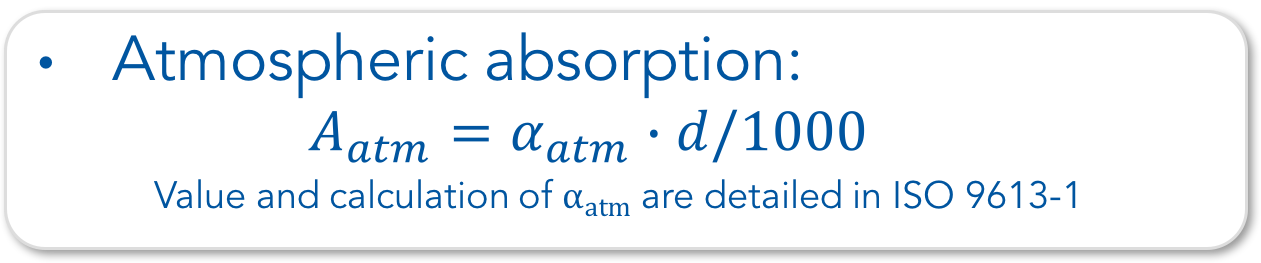 • Atmospheric absorption:
A_atm = α_atm · d/1000
Value and calculation of α_atm are detailed in ISO 9613-1